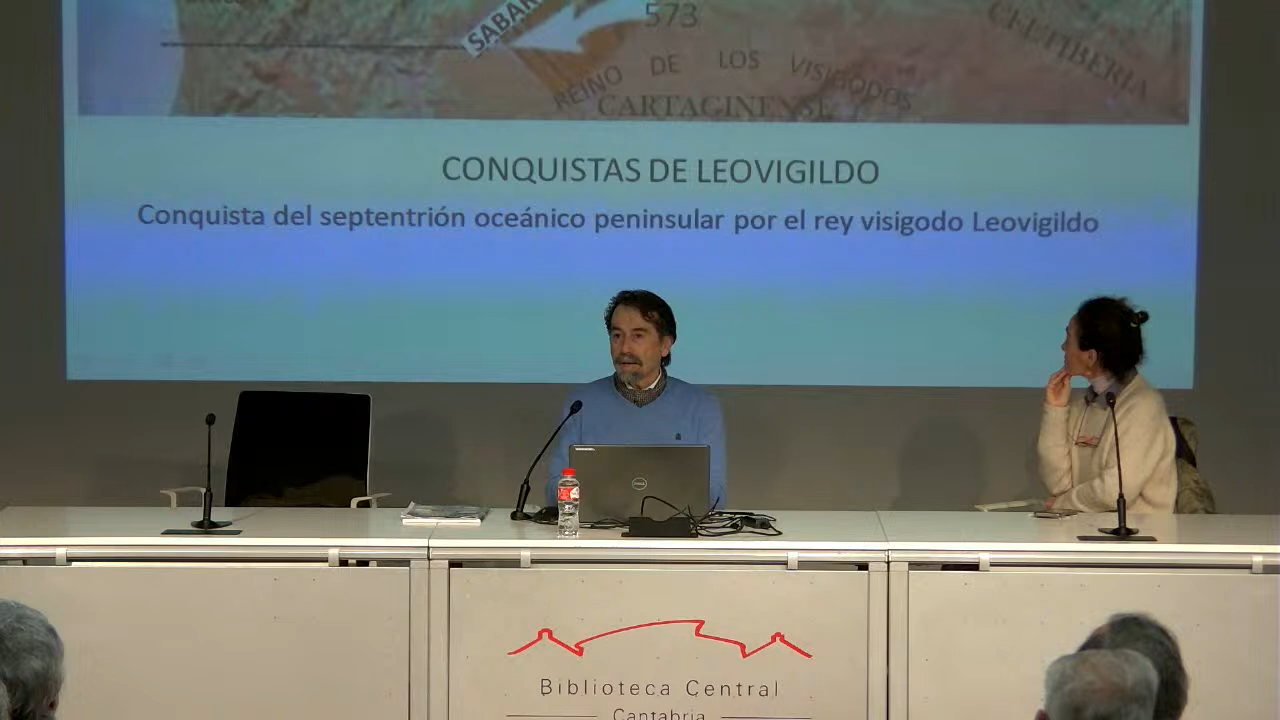 SABAR
573
CELTIBERIA
REINO DE LOS VISIGODOS
CARTAGINENSE
CONQUISTAS DE LEOVIGILDO
Conquista del septentrión oceánico peninsular por el rey visigodo Leovigildo
DELL
Biblioteca Central
Cantabria